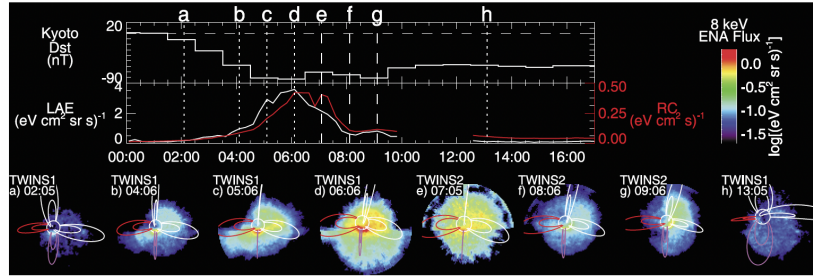 a b c d e f g h
20
Kyoto
Dst
(nT)
-90
4
LAE
2
(eV cm² sr s)⁻¹
0
0.50
RC
0.25
(eV cm² s)⁻¹
0.00
00:00 02:00 04:00 06:00 08:00 10:00 12:00 14:00 16:00
8 keV
ENA Flux
0.0
-0.5
-1.0
-1.5
log[(eV cm² sr s)⁻¹]
TWINS1
a) 02:05
TWINS1
b) 04:06
TWINS1
c) 05:06
TWINS1
d) 06:06
TWINS2
e) 07:05
TWINS2
f) 08:06
TWINS2
g) 09:06
TWINS1
h) 13:05